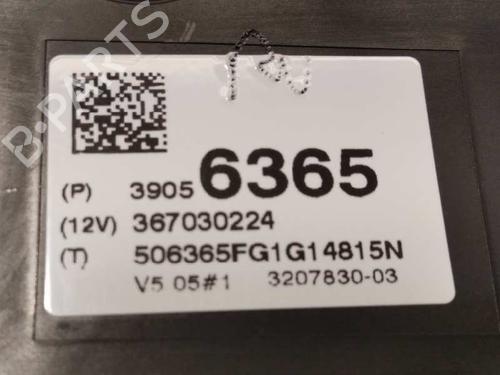 B-PARTS
(P) 3905 6365
(12V) 367030224
(T) 506365FG1G14815N
V5 05#1 3207830-03